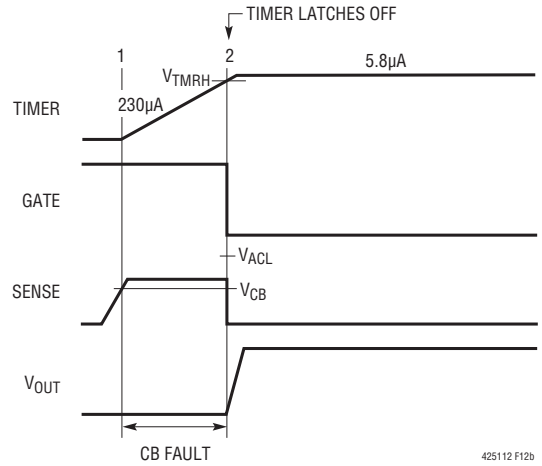 TIMER LATCHES OFF
1
2
5.8µA
VTMRH
230µA
TIMER
GATE
VACL
SENSE
VCB
VOUT
CB FAULT
425112 F12b